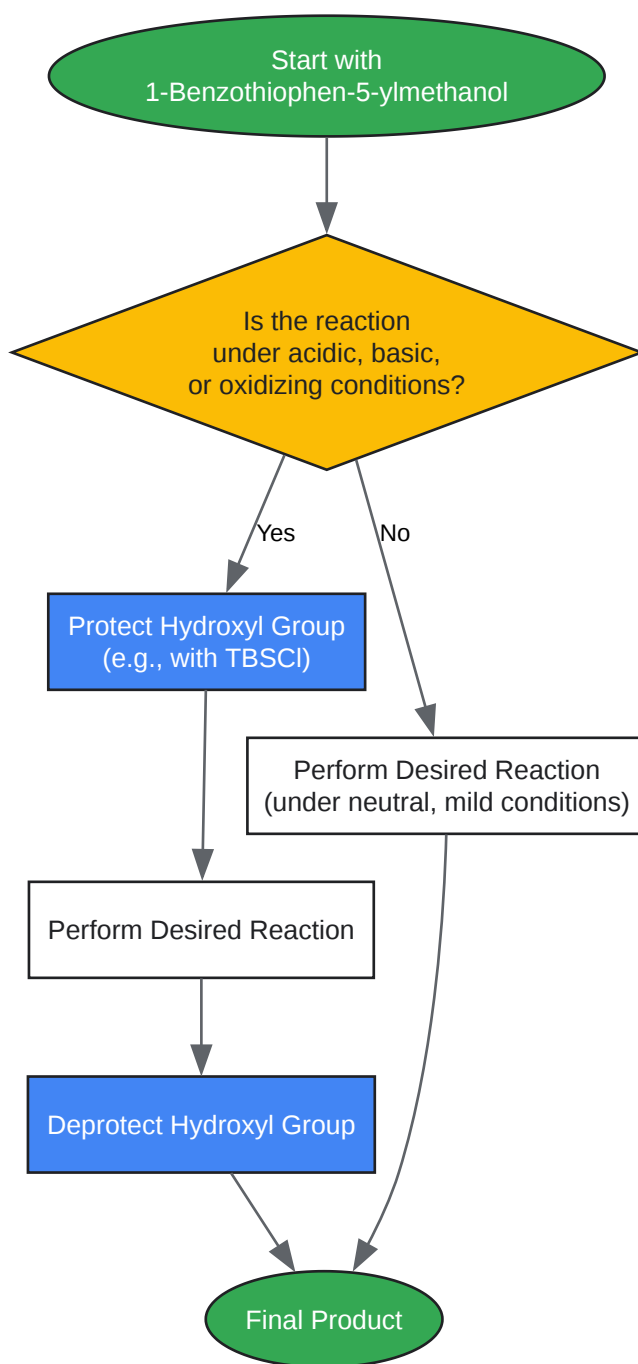 Start with
1-Benzothiophen-5-ylmethanol
Is the reaction
under acidic, basic,
or oxidizing conditions?
Yes
No
Protect Hydroxyl Group
(e.g., with TBSCl)
Perform Desired Reaction
(under neutral, mild conditions)
Perform Desired Reaction
Deprotect Hydroxyl Group
Final Product